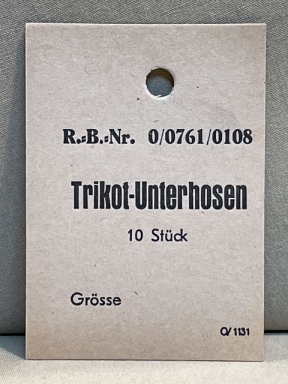 R.-B.-Nr. 0/0761/0108
Trikot-Unterhosen
10 Stück
Grösse
O/1131